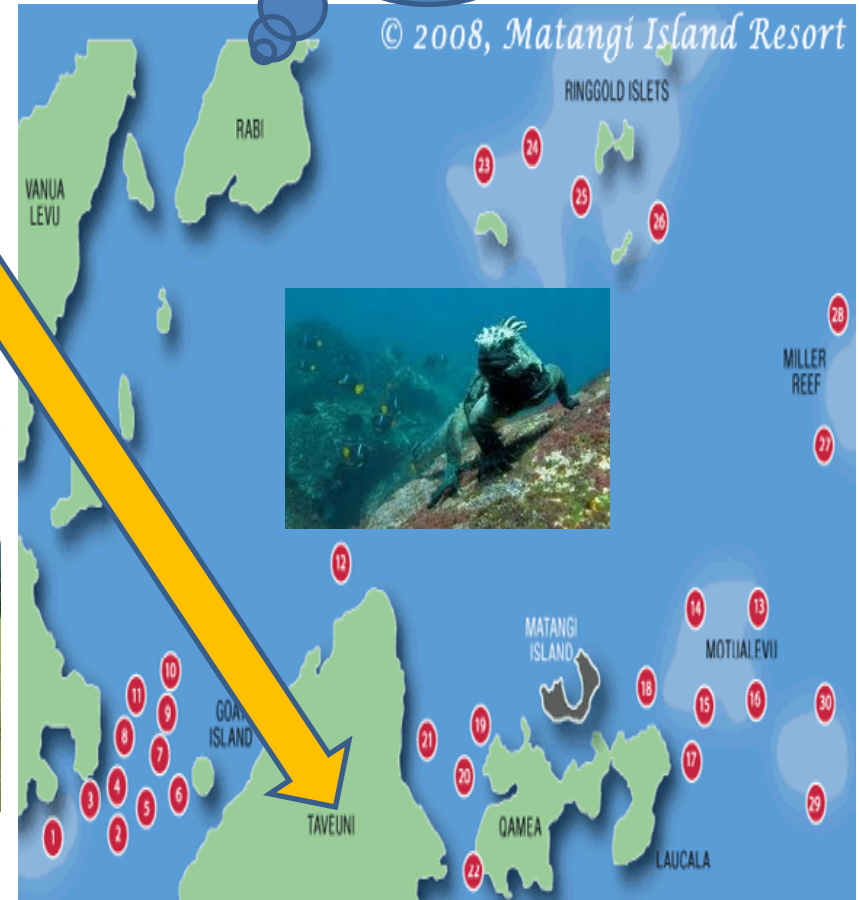 © 2008, Matangi Island Resort
RINGGOLD ISLETS
RABI
24
23
VANUA
LEVU
25
26
28
MILLER
REEF
27
12
14
13
MATANGI
ISLAND
MOTUALEVU
10
11
18
9
15
16
30
GOAT
ISLAND
19
8
21
7
17
20
4
6
3
5
29
TAVEUNI
QAMEA
1
2
LAUCALA
22